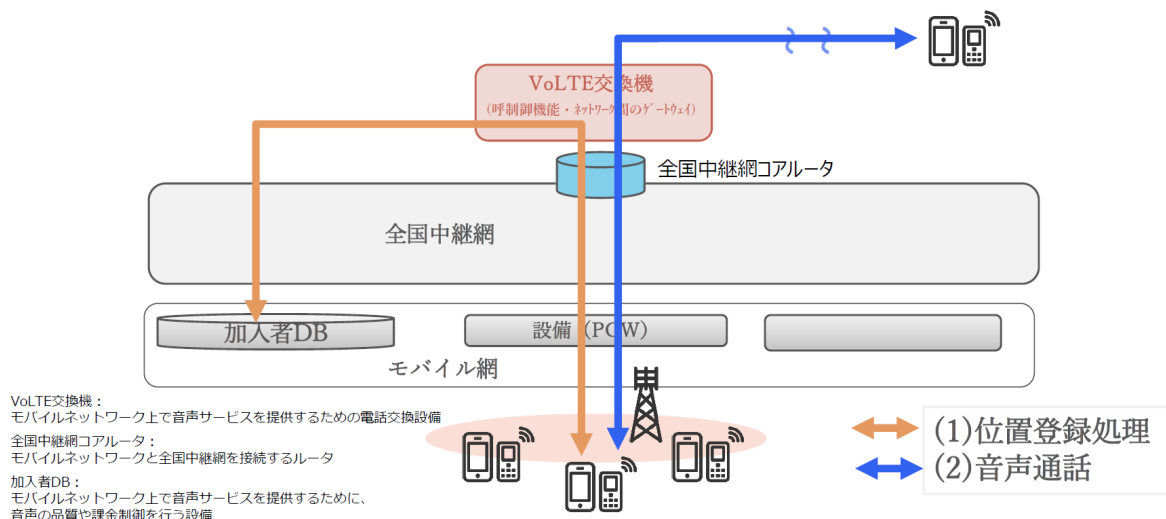 VoLTE交換機
(呼制御機能・ネットワーク間のゲートウェイ)
全国中継網コアルータ
全国中継網
加入者DB
設備（PGW）
モバイル網
VoLTE交換機：
モバイルネットワーク上で音声サービスを提供するための電話交換設備
全国中継網コアルータ：
モバイルネットワークと全国中継網を接続するルータ
加入者DB：
モバイルネットワーク上で音声サービスを提供するために、
音声の品質や課金制御を行う設備
(1)位置登録処理
(2)音声通話